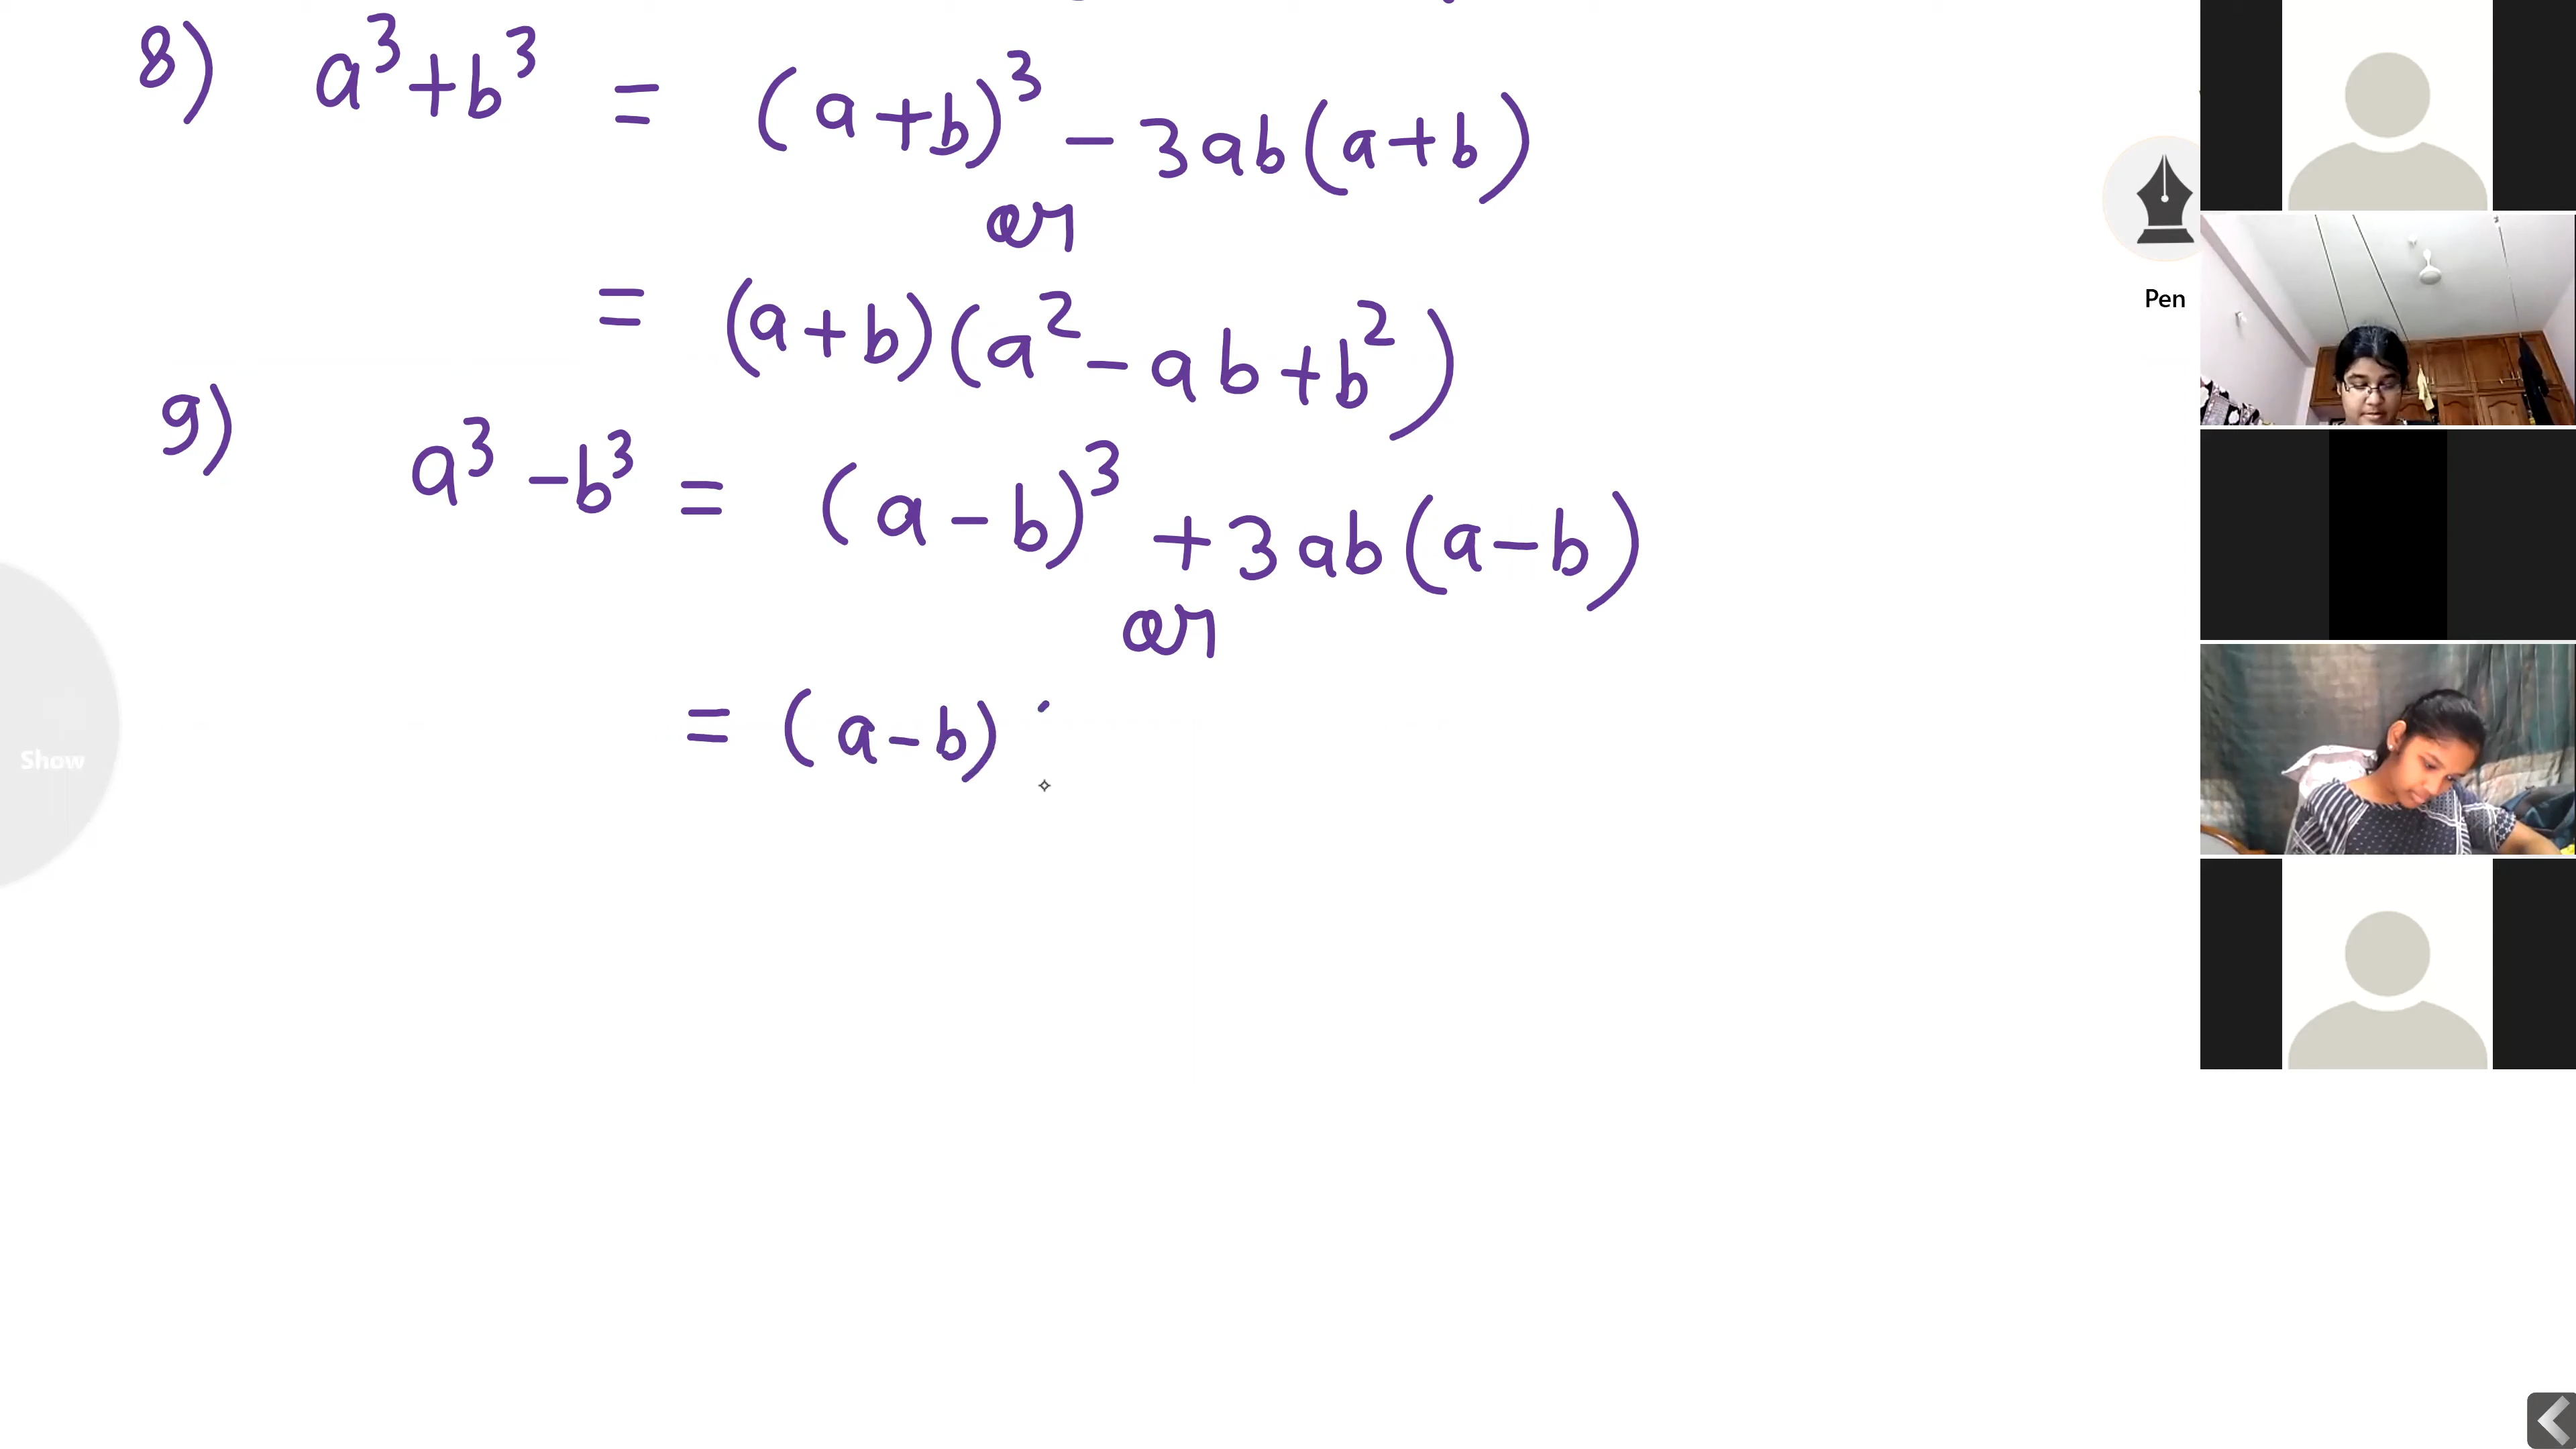 8) a³+b³ = (a+b)³ - 3ab(a+b)
or
= (a+b)(a² - ab+b²)
9) a³ -b³ = (a-b)³ +3ab(a-b)
or
= (a-b)
Pen
Show